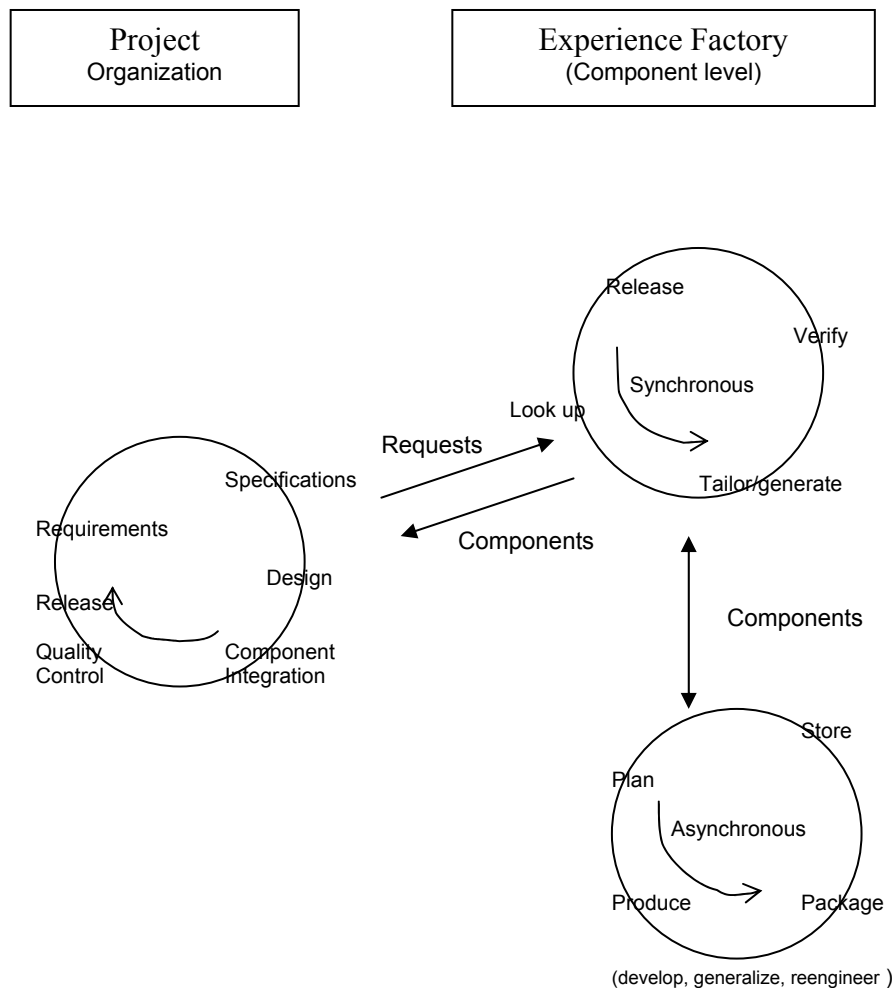 Project
Organization
Experience Factory
(Component level)
Release
Verify
Synchronous
Look up
Tailor/generate
Requests
Components
Specifications
Requirements
Design
Release
Quality
Control
Component
Integration
Components
Store
Plan
Asynchronous
Produce
Package
(develop, generalize, reengineer )